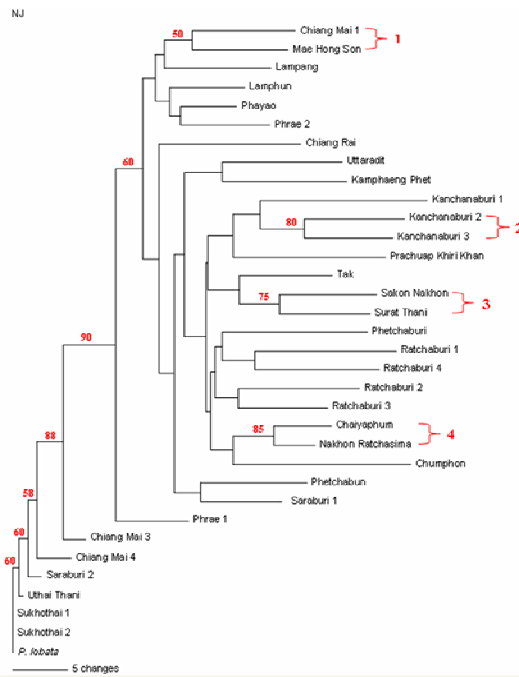 NJ
50
Chiang Mai 1
1
Mae Hong Son
Lampang
Lamphun
Phayao
Phrae 2
Chiang Rai
60
Uttaradit
Kamphaeng Phet
Kanchanaburi 1
Kanchanaburi 2
80
2
Kanchanaburi 3
Prachuap Khiri Khan
Tak
75
Sakon Nakhon
3
Surat Thani
Phetchaburi
90
Ratchaburi 1
Ratchaburi 4
Ratchaburi 2
Ratchaburi 3
85
Chaiyaphum
88
4
Nakhon Ratchasima
Chumphon
Phetchabun
58
Saraburi 1
Phrae 1
60
Chiang Mai 3
Chiang Mai 4
60
Saraburi 2
Uthai Thani
Sukhothai 1
Sukhothai 2
P. lobata
5 changes